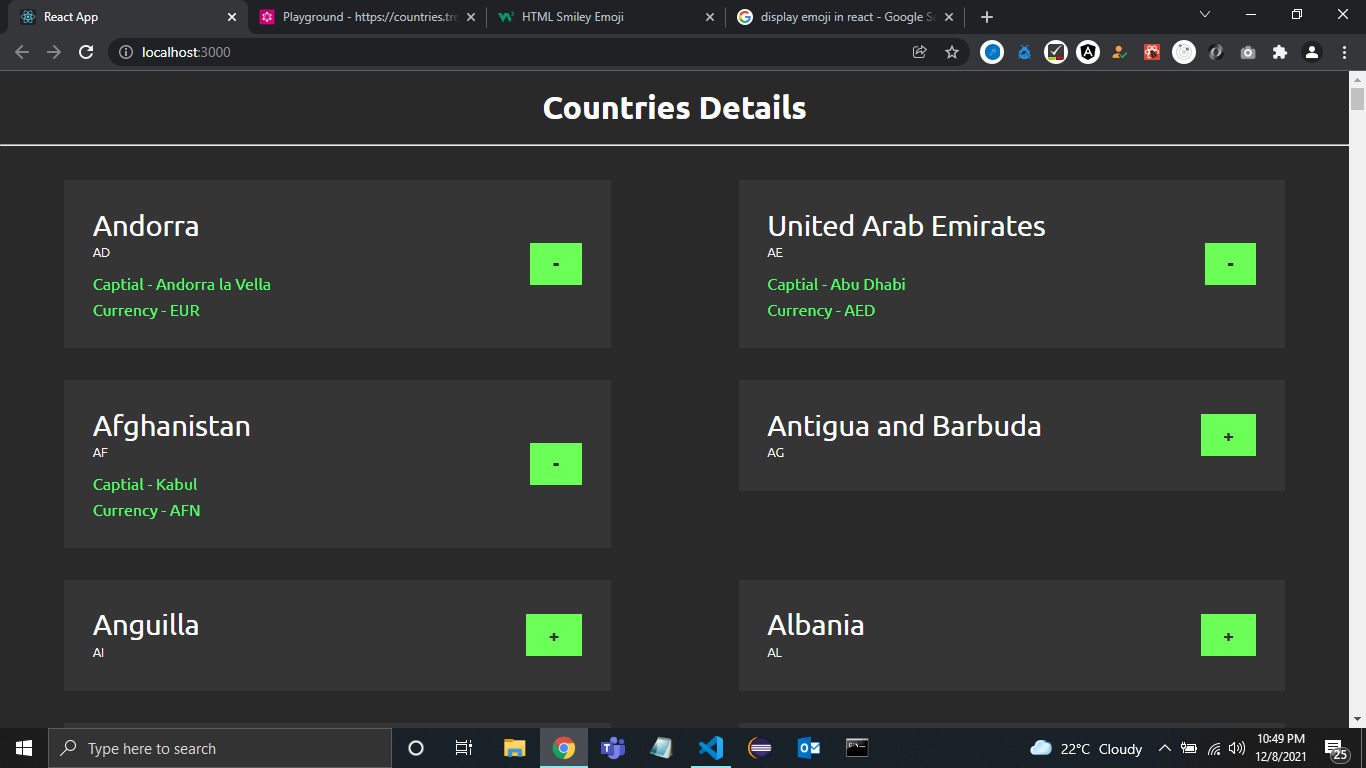 React App
Playground - https://countries.tre
HTML Smiley Emoji
display emoji in react - Google Se
localhost:3000
Countries Details
Andorra
AD
Captial - Andorra la Vella
Currency - EUR
-
United Arab Emirates
AE
Captial - Abu Dhabi
Currency - AED
-
Afghanistan
AF
Captial - Kabul
Currency - AFN
-
Antigua and Barbuda
AG
+
Anguilla
AI
+
Albania
AL
+
Type here to search
22°C Cloudy
10:49 PM
12/8/2021
25